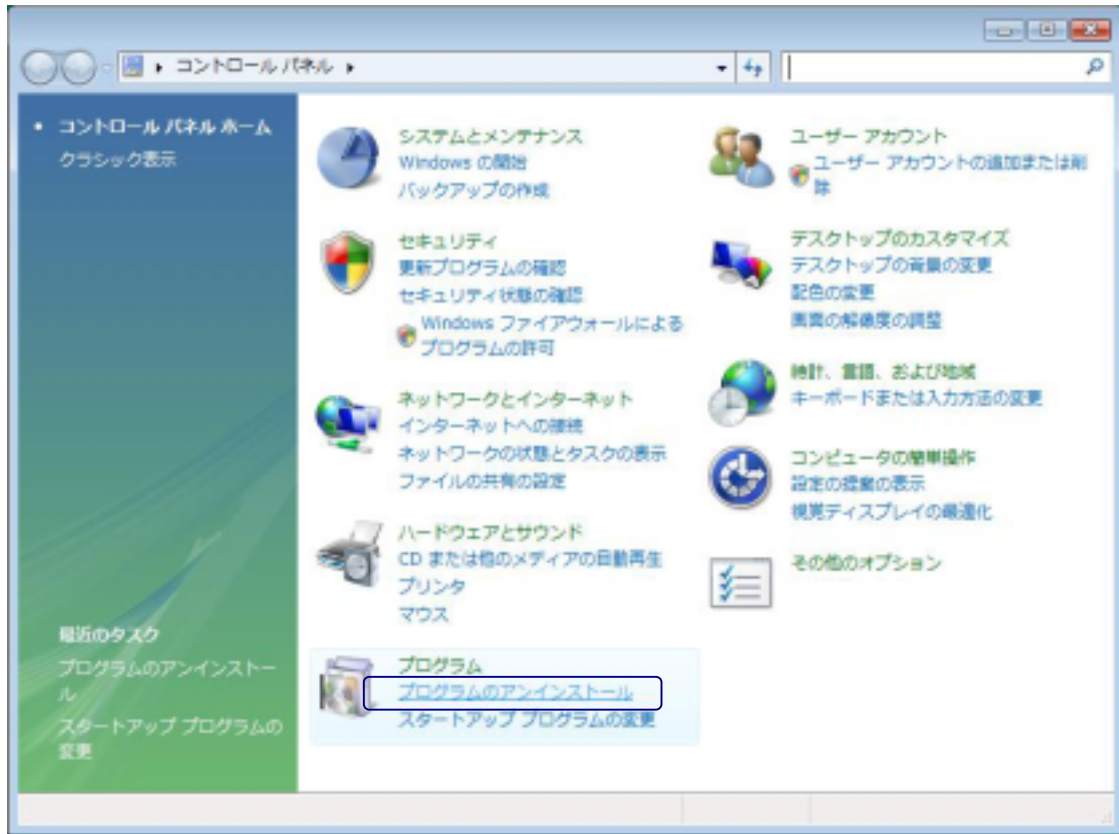 コントロール パネル
コントロール パネル ホーム
クラシック表示
最近のタスク
プログラムのアンインストー
ル
スタートアップ プログラムの
変更
システムとメンテナンス
Windows の開始
バックアップの作成
セキュリティ
更新プログラムの確認
セキュリティ状態の確認
Windows ファイアウォールによる
プログラムの許可
ネットワークとインターネット
インターネットへの接続
ネットワークの状態とタスクの表示
ファイルの共有の設定
ハードウェアとサウンド
CD または他のメディアの自動再生
プリンタ
マウス
プログラム
プログラムのアンインストール
スタートアップ プログラムの変更
ユーザー アカウント
ユーザー アカウントの追加または削
除
デスクトップのカスタマイズ
デスクトップの背景の変更
配色の変更
画面の解像度の調整
時計、言語、および地域
キーボードまたは入力方法の変更
コンピュータの簡単操作
設定の提案の表示
視覚ディスプレイの最適化
その他のオプション